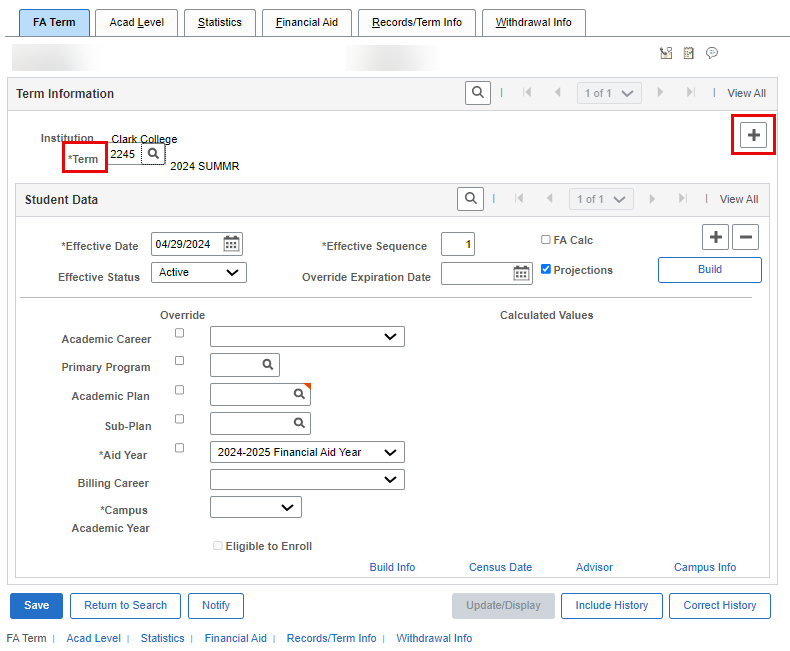 FA Term Acad Level Statistics Financial Aid Records/Term Info Withdrawal Info
Term Information 1 of 1 View All
Institution Clark College
*Term 2245 2024 SUMMR
Student Data 1 of 1 View All
*Effective Date 04/29/2024 *Effective Sequence 1 FA Calc
Effective Status Active Override Expiration Date Projections Build
Override Calculated Values
Academic Career
Primary Program
Academic Plan
Sub-Plan
*Aid Year 2024-2025 Financial Aid Year
Billing Career
*Campus
Academic Year
Eligible to Enroll
Build Info Census Date Advisor Campus Info
Save Return to Search Notify Update/Display Include History Correct History
FA Term | Acad Level | Statistics | Financial Aid | Records/Term Info | Withdrawal Info